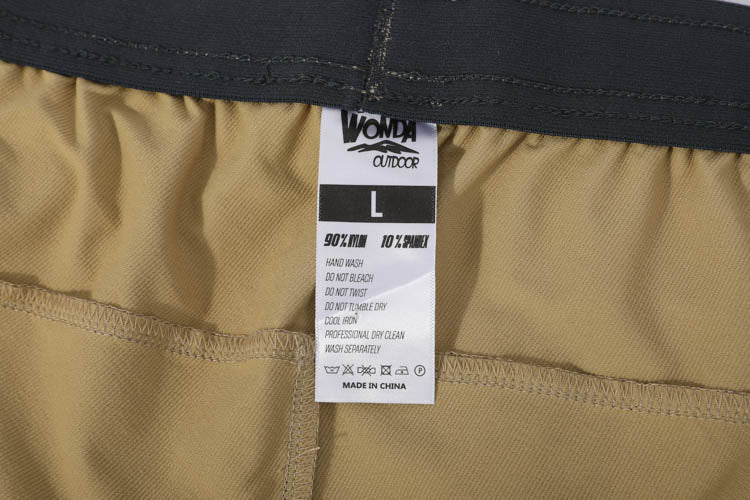 WONDA
OUTDOOR
L
90% NYLON 10% SPANDEX
HAND WASH
DO NOT BLEACH
DO NOT TWIST
DO NOT TUMBLE DRY
COOL IRON
PROFESSIONAL DRY CLEAN
WASH SEPARATELY
MADE IN CHINA